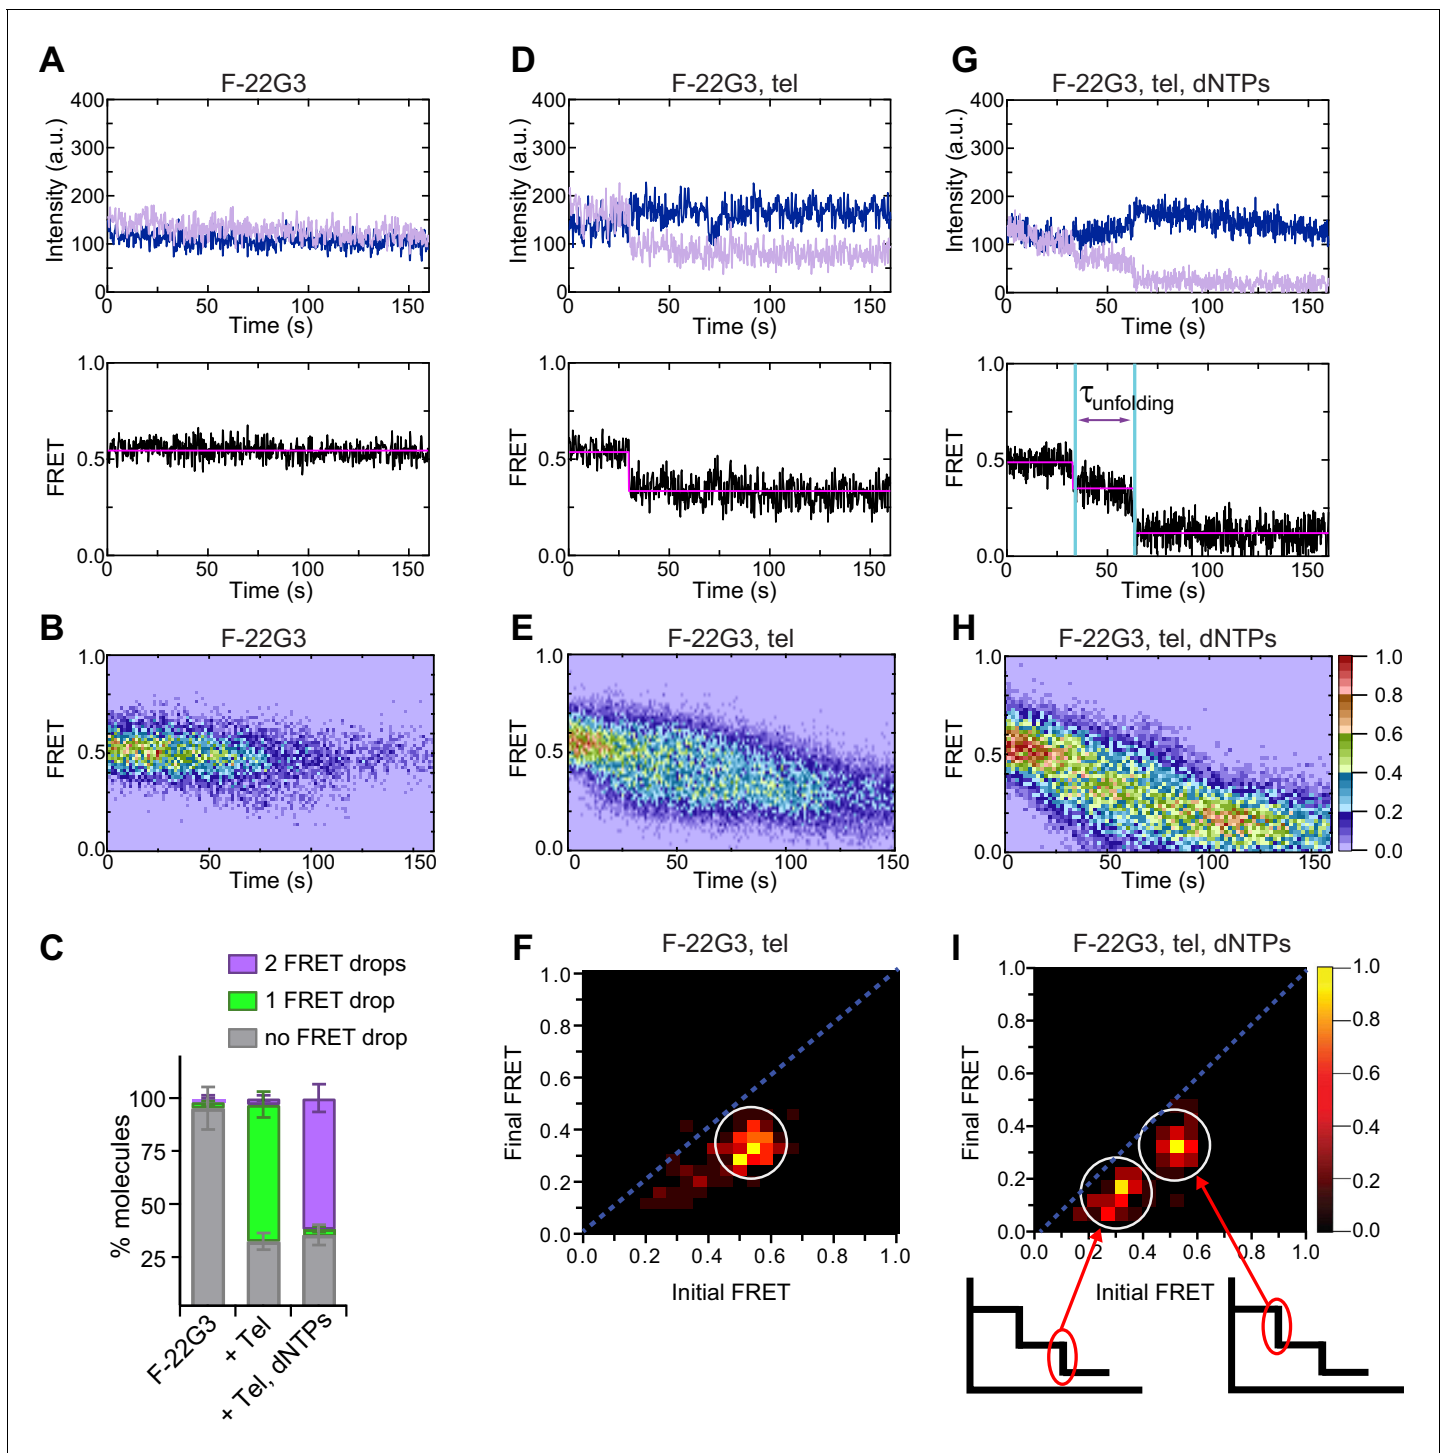 A
F-22G3
Intensity (a.u.)
400
300
200
100
0
0 50 100 150
Time (s)
FRET
1.0
0.5
0.0
0 50 100 150
Time (s)
B
F-22G3
FRET
1.0
0.5
0.0
0 50 100 150
Time (s)
C
2 FRET drops
1 FRET drop
no FRET drop
% molecules
100
75
50
25
F-22G3
+ Tel
+ Tel, dNTPs
D
F-22G3, tel
Intensity (a.u.)
400
300
200
100
0
0 50 100 150
Time (s)
FRET
1.0
0.5
0.0
0 50 100 150
Time (s)
E
F-22G3, tel
FRET
1.0
0.5
0.0
0 50 100 150
Time (s)
F
F-22G3, tel
Final FRET
1.0
0.8
0.6
0.4
0.2
0.0
0.0 0.2 0.4 0.6 0.8 1.0
Initial FRET
G
F-22G3, tel, dNTPs
Intensity (a.u.)
400
300
200
100
0
0 50 100 150
Time (s)
FRET
1.0
0.5
0.0
τunfolding
0 50 100 150
Time (s)
H
F-22G3, tel, dNTPs
FRET
1.0
0.5
0.0
0 50 100 150
Time (s)
1.0
0.8
0.6
0.4
0.2
0.0
I
F-22G3, tel, dNTPs
Final FRET
1.0
0.8
0.6
0.4
0.2
0.0
0.0 0.2 0.4 0.6 0.8 1.0
Initial FRET
1.0
0.8
0.6
0.4
0.2
0.0